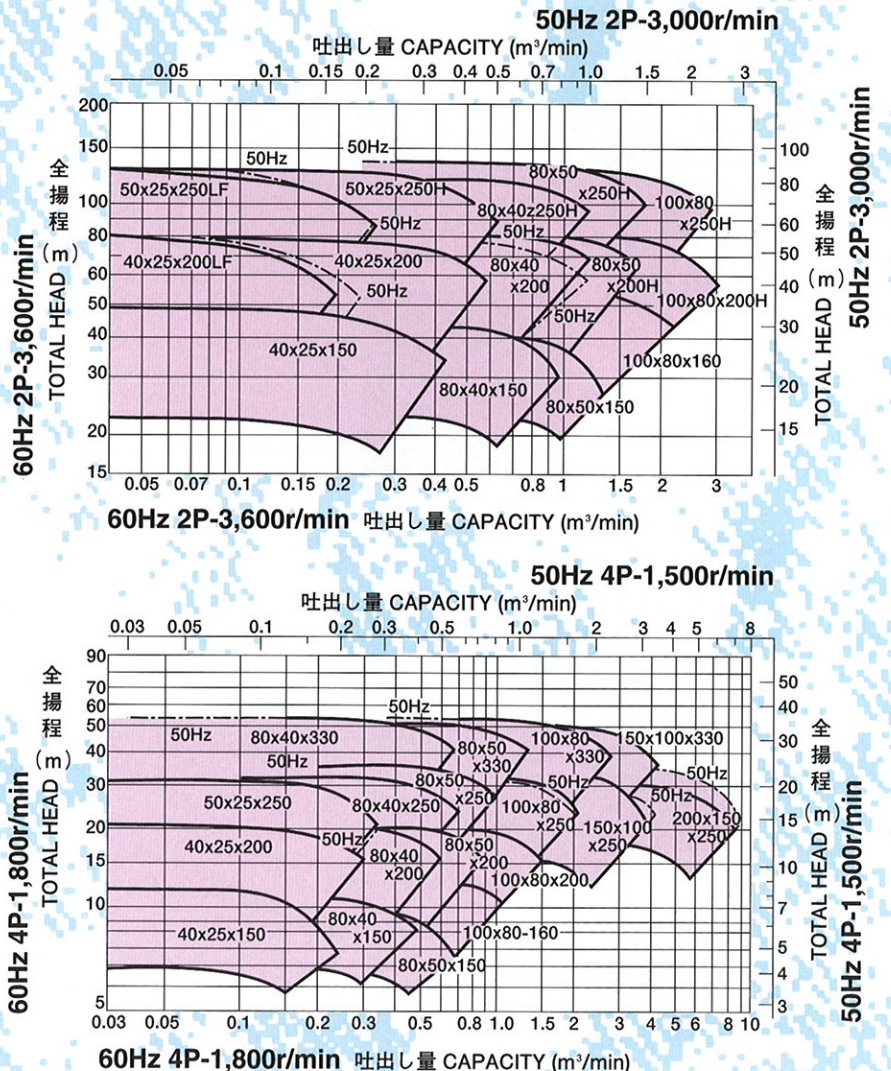 50Hz 2P-3,000r/min
吐出し量 CAPACITY (m³/min)
0.05 0.1 0.15 0.2 0.3 0.4 0.5 0.7 1.0 1.5 2 3
200
150
100
80
60
50
40
30
20
15
全揚程 (m)
TOTAL HEAD
60Hz 2P-3,600r/min
50Hz
50Hz
80x50
x250H
50x25x250LF
50x25x250H
100x80
x250H
80x40z250H
50Hz
50Hz
40x25x200LF
40x25x200
80x40
x200
80x50
x200H
50Hz
100x80x200H
50Hz
40x25x150
100x80x160
80x40x150
80x50x150
100
80
60
50
40
30
20
15
全揚程 (m)
TOTAL HEAD
50Hz 2P-3,000r/min
0.05 0.07 0.1 0.15 0.2 0.3 0.4 0.5 0.8 1 1.5 2 3
60Hz 2P-3,600r/min 吐出し量 CAPACITY (m³/min)
50Hz 4P-1,500r/min
吐出し量 CAPACITY (m³/min)
0.03 0.05 0.1 0.2 0.3 0.5 1.0 2 3 4 5 8
90
70
60
50
40
30
20
15
10
5
全揚程 (m)
TOTAL HEAD
60Hz 4P-1,800r/min
50Hz
50Hz
80x40x330
80x50
x330
100x80
x330
150x100x330
50Hz
50Hz
50x25x250
80x40x250
80x50
x250
50Hz
100x80
x250
50Hz
150x100
x250
200x150
x250
40x25x200
50Hz
80x40
x200
80x50
x200
100x80x200
40x25x150
80x40
x150
100x80-160
80x50x150
50
40
30
20
15
10
7
5
4
3
全揚程 (m)
TOTAL HEAD
50Hz 4P-1,500r/min
0.03 0.05 0.1 0.2 0.3 0.5 0.8 1.0 1.5 2 3 4 5 6 8 10
60Hz 4P-1,800r/min 吐出し量 CAPACITY (m³/min)